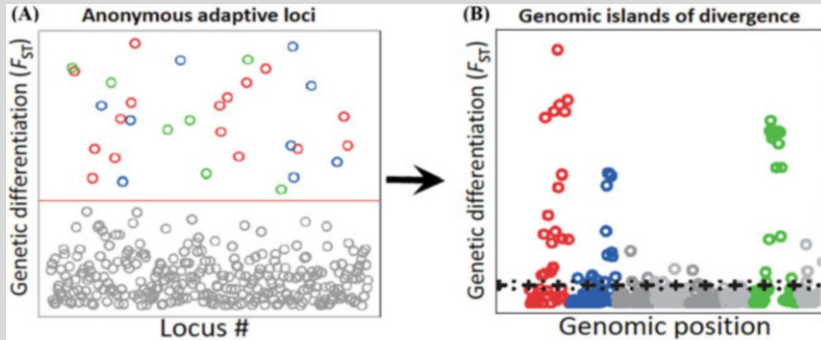 (A) Anonymous adaptive loci
Genetic differentiation (FST)
Locus #
(B) Genomic islands of divergence
Genetic differentiation (FST)
Genomic position